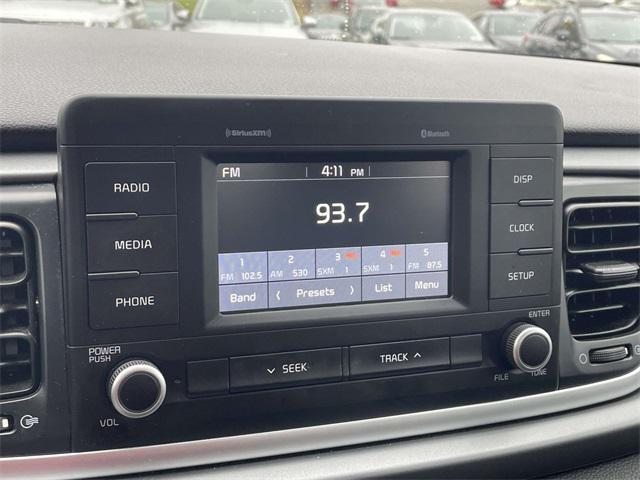 ((SiriusXM))
Bluetooth
RADIO
MEDIA
PHONE
FM 4:11 PM
93.7
1 2 3 4 5
FM 102.5 AM 530 SXM 1 SXM 1 FM 87.5
Band 〈 Presets 〉 List Menu
DISP
CLOCK
SETUP
POWER
PUSH
VOL
SEEK
TRACK
ENTER
FILE TUNE